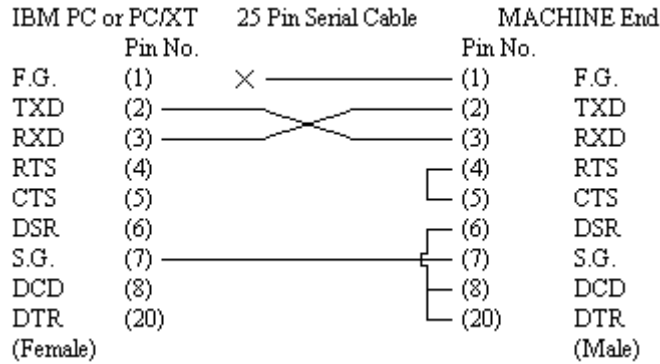 IBM PC or PC/XT 25 Pin Serial Cable MACHINE End
Pin No. Pin No.
F.G. (1) (1) F.G.
TXD (2) (2) TXD
RXD (3) (3) RXD
RTS (4) (4) RTS
CTS (5) (5) CTS
DSR (6) (6) DSR
S.G. (7) (7) S.G.
DCD (8) (8) DCD
DTR (20) (20) DTR
(Female) (Male)